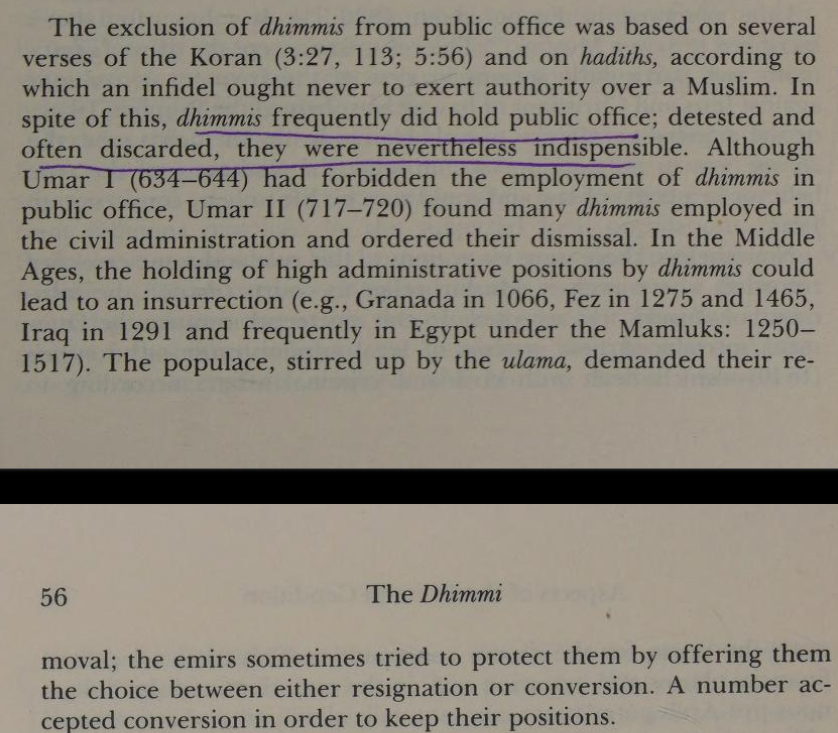 The exclusion of dhimmis from public office was based on several
verses of the Koran (3:27, 113; 5:56) and on hadiths, according to
which an infidel ought never to exert authority over a Muslim. In
spite of this, dhimmis frequently did hold public office; detested and
often discarded, they were nevertheless indispensible. Although
Umar I (634–644) had forbidden the employment of dhimmis in
public office, Umar II (717–720) found many dhimmis employed in
the civil administration and ordered their dismissal. In the Middle
Ages, the holding of high administrative positions by dhimmis could
lead to an insurrection (e.g., Granada in 1066, Fez in 1275 and 1465,
Iraq in 1291 and frequently in Egypt under the Mamluks: 1250–
1517). The populace, stirred up by the ulama, demanded their re-
56 The Dhimmi
moval; the emirs sometimes tried to protect them by offering them
the choice between either resignation or conversion. A number ac-
cepted conversion in order to keep their positions.